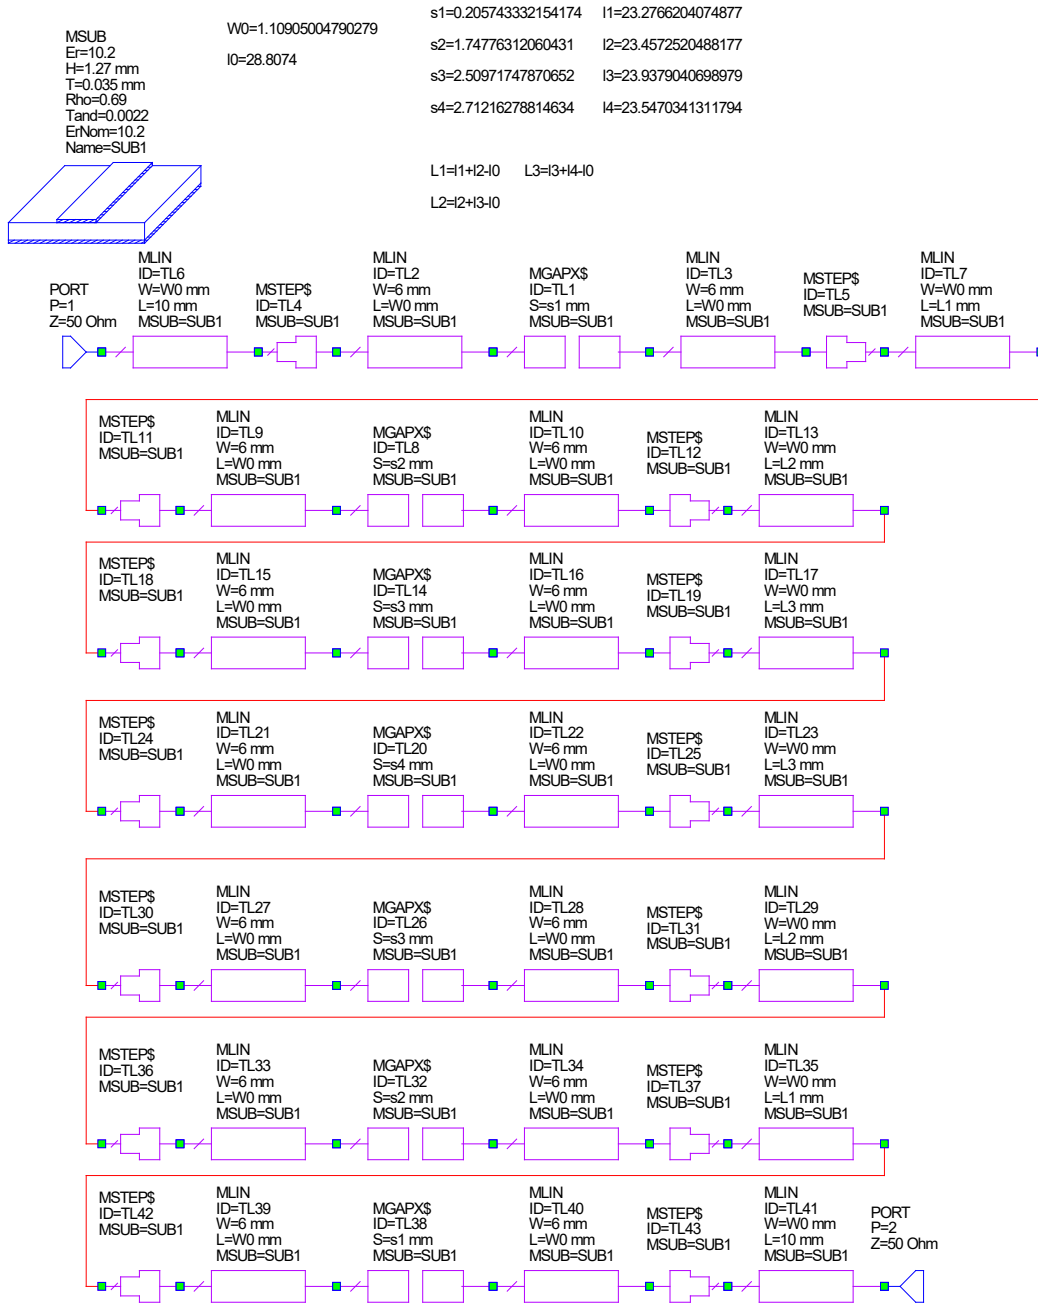 MSUB
Er=10.2
H=1.27 mm
T=0.035 mm
Rho=0.69
Tand=0.0022
ErNom=10.2
Name=SUB1
W0=1.10905004790279
l0=28.8074
s1=0.205743332154174 l1=23.2766204074877
s2=1.74776312060431 l2=23.4572520488177
s3=2.50971747870652 l3=23.9379040698979
s4=2.71216278814634 l4=23.5470341311794
L1=l1+l2-l0 L3=l3+l4-l0
L2=l2+l3-l0
PORT
P=1
Z=50 Ohm
MLIN
ID=TL6
W=W0 mm
L=10 mm
MSUB=SUB1
MSTEP$
ID=TL4
MSUB=SUB1
MLIN
ID=TL2
W=6 mm
L=W0 mm
MSUB=SUB1
MGAPX$
ID=TL1
S=s1 mm
MSUB=SUB1
MLIN
ID=TL3
W=6 mm
L=W0 mm
MSUB=SUB1
MSTEP$
ID=TL5
MSUB=SUB1
MLIN
ID=TL7
W=W0 mm
L=L1 mm
MSUB=SUB1
MSTEP$
ID=TL11
MSUB=SUB1
MLIN
ID=TL9
W=6 mm
L=W0 mm
MSUB=SUB1
MGAPX$
ID=TL8
S=s2 mm
MSUB=SUB1
MLIN
ID=TL10
W=6 mm
L=W0 mm
MSUB=SUB1
MSTEP$
ID=TL12
MSUB=SUB1
MLIN
ID=TL13
W=W0 mm
L=L2 mm
MSUB=SUB1
MSTEP$
ID=TL18
MSUB=SUB1
MLIN
ID=TL15
W=6 mm
L=W0 mm
MSUB=SUB1
MGAPX$
ID=TL14
S=s3 mm
MSUB=SUB1
MLIN
ID=TL16
W=6 mm
L=W0 mm
MSUB=SUB1
MSTEP$
ID=TL19
MSUB=SUB1
MLIN
ID=TL17
W=W0 mm
L=L3 mm
MSUB=SUB1
MSTEP$
ID=TL24
MSUB=SUB1
MLIN
ID=TL21
W=6 mm
L=W0 mm
MSUB=SUB1
MGAPX$
ID=TL20
S=s4 mm
MSUB=SUB1
MLIN
ID=TL22
W=6 mm
L=W0 mm
MSUB=SUB1
MSTEP$
ID=TL25
MSUB=SUB1
MLIN
ID=TL23
W=W0 mm
L=L3 mm
MSUB=SUB1
MSTEP$
ID=TL30
MSUB=SUB1
MLIN
ID=TL27
W=6 mm
L=W0 mm
MSUB=SUB1
MGAPX$
ID=TL26
S=s3 mm
MSUB=SUB1
MLIN
ID=TL28
W=6 mm
L=W0 mm
MSUB=SUB1
MSTEP$
ID=TL31
MSUB=SUB1
MLIN
ID=TL29
W=W0 mm
L=L2 mm
MSUB=SUB1
MSTEP$
ID=TL36
MSUB=SUB1
MLIN
ID=TL33
W=6 mm
L=W0 mm
MSUB=SUB1
MGAPX$
ID=TL32
S=s2 mm
MSUB=SUB1
MLIN
ID=TL34
W=6 mm
L=W0 mm
MSUB=SUB1
MSTEP$
ID=TL37
MSUB=SUB1
MLIN
ID=TL35
W=W0 mm
L=L1 mm
MSUB=SUB1
MSTEP$
ID=TL42
MSUB=SUB1
MLIN
ID=TL39
W=6 mm
L=W0 mm
MSUB=SUB1
MGAPX$
ID=TL38
S=s1 mm
MSUB=SUB1
MLIN
ID=TL40
W=6 mm
L=W0 mm
MSUB=SUB1
MSTEP$
ID=TL43
MSUB=SUB1
MLIN
ID=TL41
W=W0 mm
L=10 mm
MSUB=SUB1
PORT
P=2
Z=50 Ohm